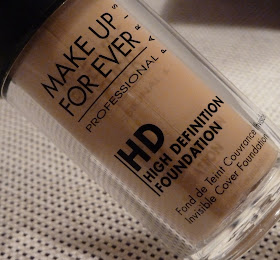 MAKE UP
FOR EVER
PROFESSIONAL
HD
HIGH DEFINITION
FOUNDATION
Fond de Teint Couvrance
Invisible Cover Foundation